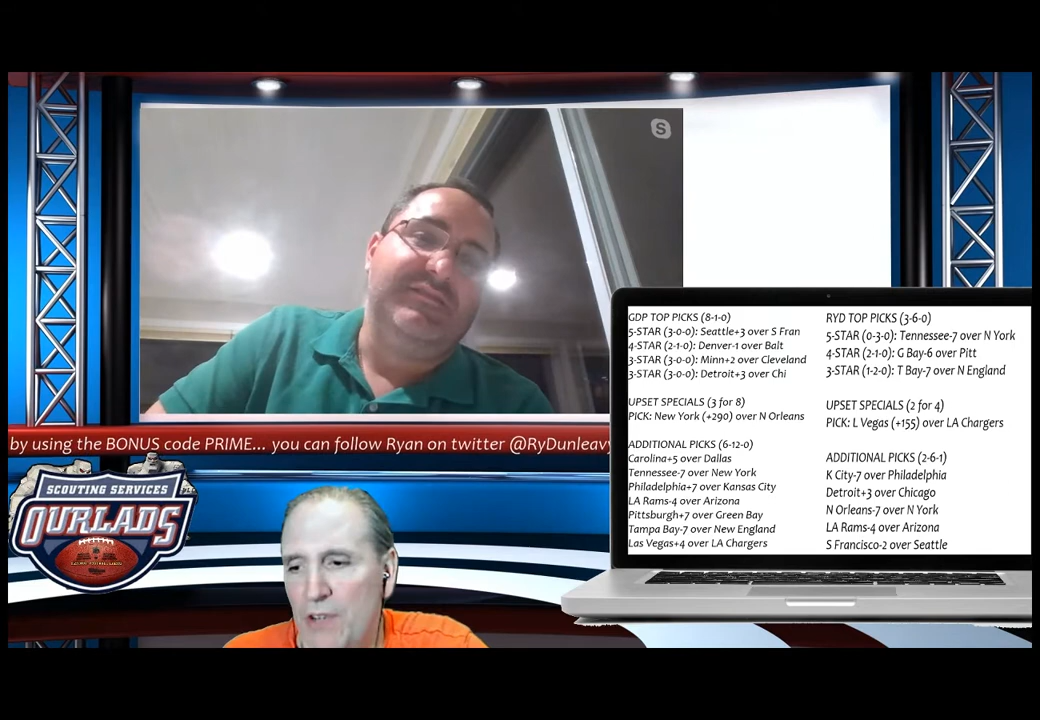 GDP TOP PICKS (8-1-0)
5-STAR (3-0-0): Seattle+3 over S Fran
4-STAR (2-1-0): Denver-1 over Balt
3-STAR (3-0-0): Minn+2 over Cleveland
3-STAR (3-0-0): Detroit+3 over Chi
UPSET SPECIALS (3 for 8)
PICK: New York (+290) over N Orleans
ADDITIONAL PICKS (6-12-0)
Carolina+5 over Dallas
Tennessee-7 over New York
Philadelphia+7 over Kansas City
LA Rams-4 over Arizona
Pittsburgh+7 over Green Bay
Tampa Bay-7 over New England
Las Vegas+4 over LA Chargers
RYD TOP PICKS (3-6-0)
5-STAR (0-3-0): Tennessee-7 over N York
4-STAR (2-1-0): G Bay-6 over Pitt
3-STAR (1-2-0): T Bay-7 over N England
UPSET SPECIALS (2 for 4)
PICK: L Vegas (+155) over LA Chargers
ADDITIONAL PICKS (2-6-1)
K City-7 over Philadelphia
Detroit+3 over Chicago
N Orleans-7 over N York
LA Rams-4 over Arizona
S Francisco-2 over Seattle
by using the BONUS code PRIME... you can follow Ryan on twitter @RyDunleavy
SCOUTING SERVICES
OURLADS